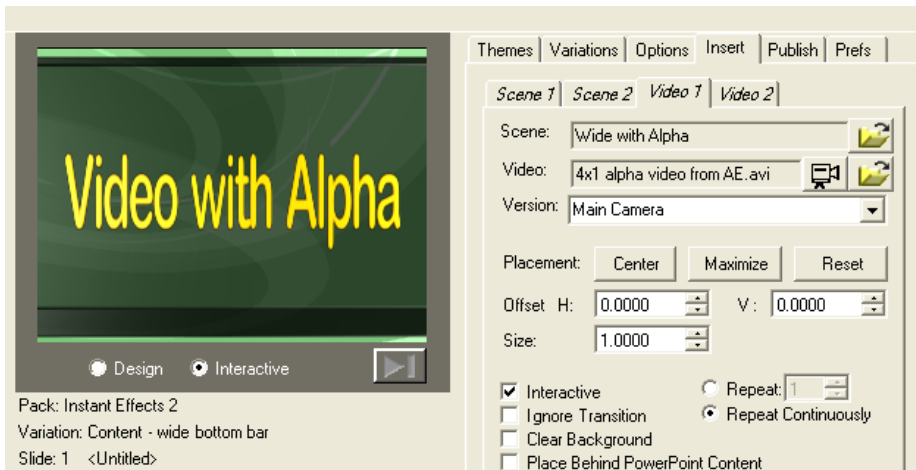 Themes Variations Options Insert Publish Prefs
Scene 1 Scene 2 Video 1 Video 2
Scene: Wide with Alpha
Video: 4x1 alpha video from AE.avi
Version: Main Camera
Placement: Center Maximize Reset
Offset H: 0.0000 V: 0.0000
Size: 1.0000
Interactive Repeat: 1
Ignore Transition Repeat Continuously
Clear Background
Place Behind PowerPoint Content
Video with Alpha
Design Interactive
Pack: Instant Effects 2
Variation: Content - wide bottom bar
Slide: 1 <Untitled>